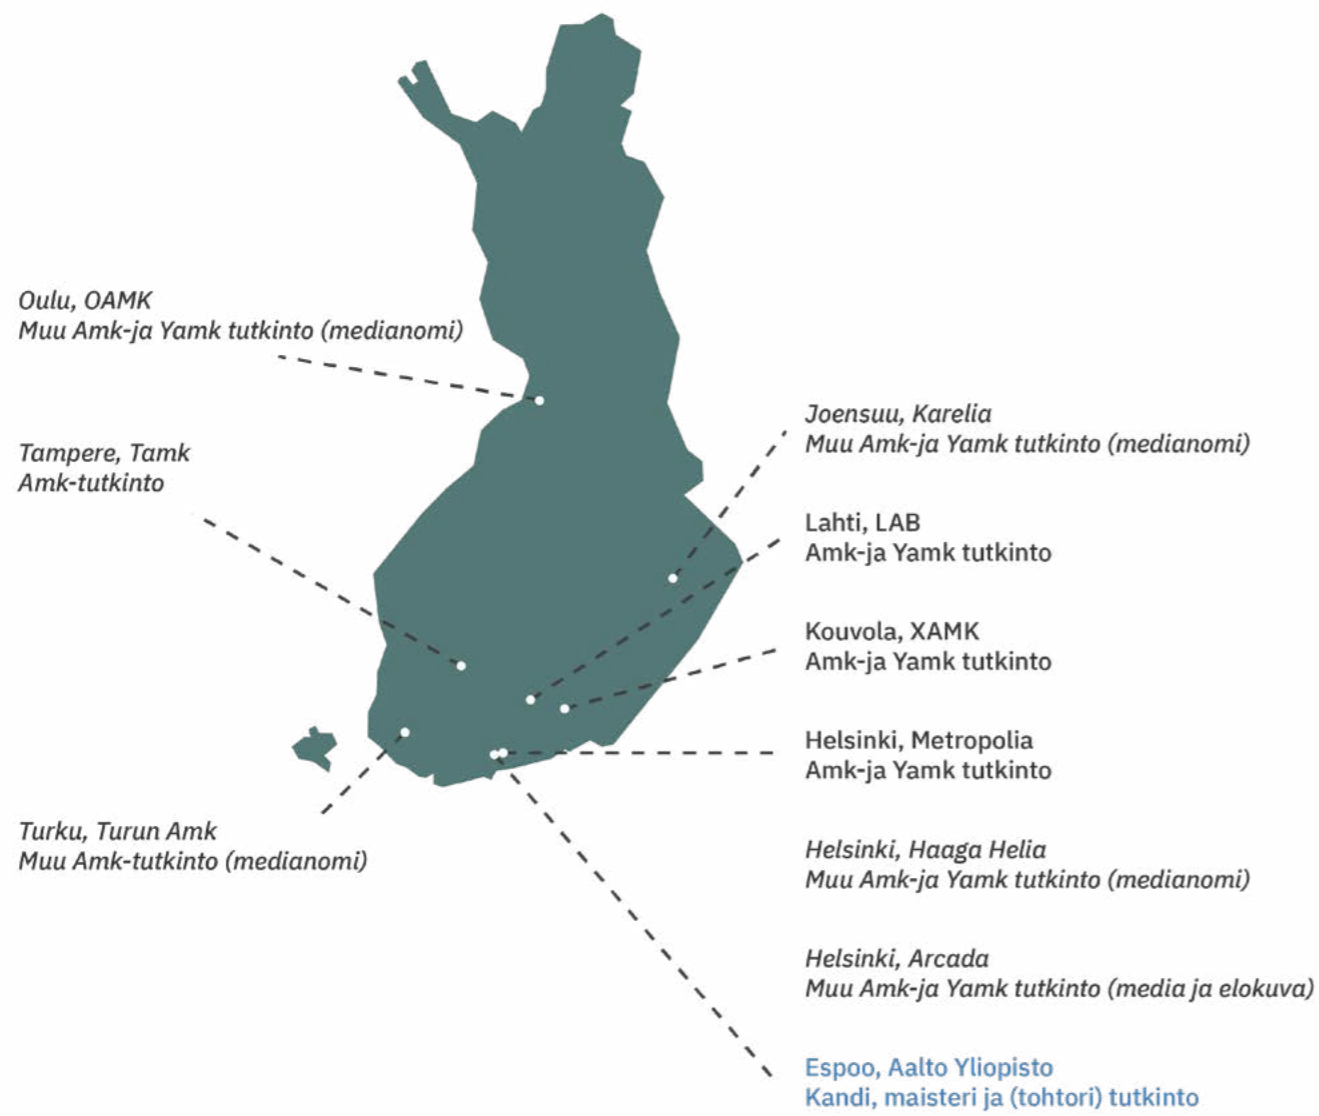 Oulu, OAMK
Muu Amk-ja Yamk tutkinto (medianomi)
Tampere, Tamk
Amk-tutkinto
Turku, Turun Amk
Muu Amk-tutkinto (medianomi)
Joensuu, Karelia
Muu Amk-ja Yamk tutkinto (medianomi)
Lahti, LAB
Amk-ja Yamk tutkinto
Kouvola, XAMK
Amk-ja Yamk tutkinto
Helsinki, Metropolia
Amk-ja Yamk tutkinto
Helsinki, Haaga Helia
Muu Amk-ja Yamk tutkinto (medianomi)
Helsinki, Arcada
Muu Amk-ja Yamk tutkinto (media ja elokuva)
Espoo, Aalto Yliopisto
Kandi, maisteri ja (tohtori) tutkinto